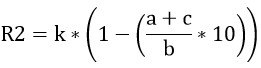 R2 = k * (1 − ((a + c)/b * 10))